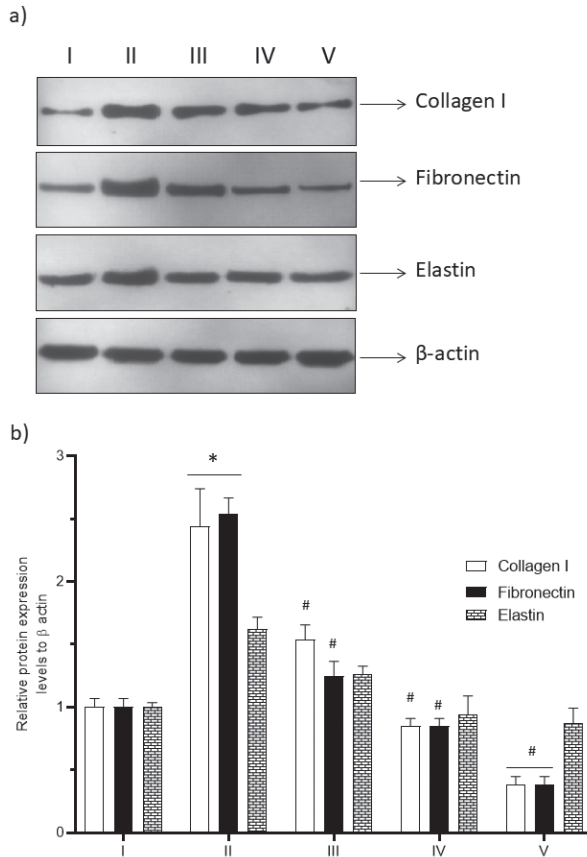 a)
I II III IV V
Collagen I
Fibronectin
Elastin
β-actin
b)
Relative protein expression
levels to β actin
3
2
1
0
*
# #
# #
#
Collagen I
Fibronectin
Elastin
I II III IV V